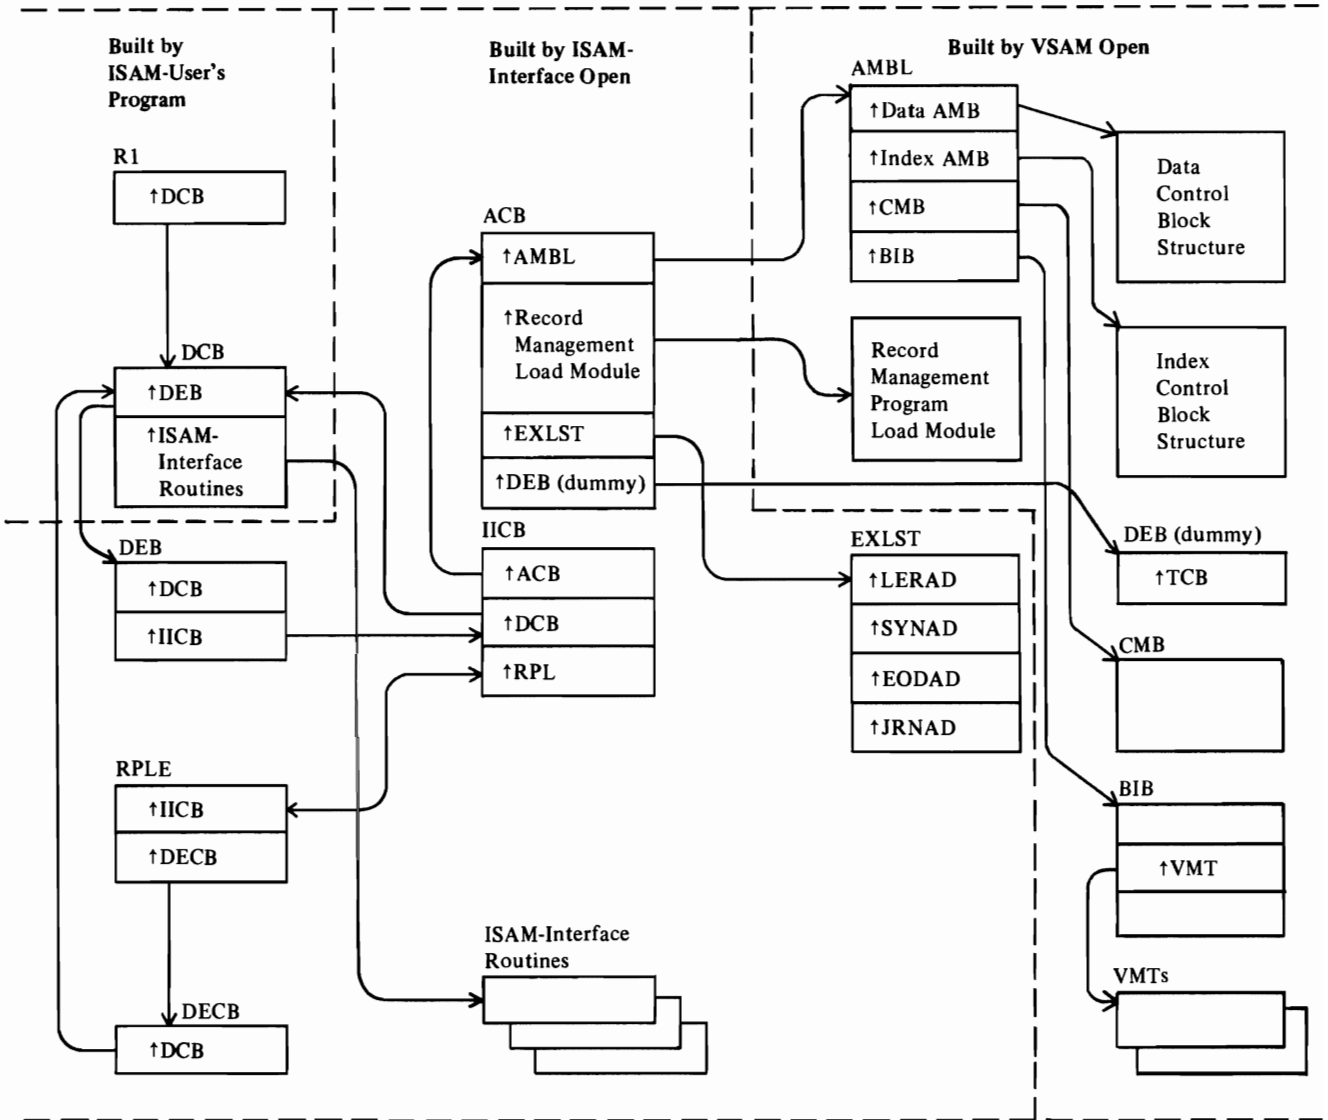 Built by
ISAM-User's
Program
R1
↑DCB
DCB
↑DEB
↑ISAM-
Interface
Routines
DEB
↑DCB
↑IICB
RPLE
↑IICB
↑DECB
DECB
↑DCB
Built by ISAM-
Interface Open
ACB
↑AMBL
↑Record
Management
Load Module
↑EXLST
↑DEB (dummy)
IICB
↑ACB
↑DCB
↑RPL
ISAM-Interface
Routines
Built by VSAM Open
AMBL
↑Data AMB
↑Index AMB
↑CMB
↑BIB
Record
Management
Program
Load Module
EXLST
↑LERAD
↑SYNAD
↑EODAD
↑JRNAD
Data
Control
Block
Structure
Index
Control
Block
Structure
DEB (dummy)
↑TCB
CMB
BIB
↑VMT
VMTs